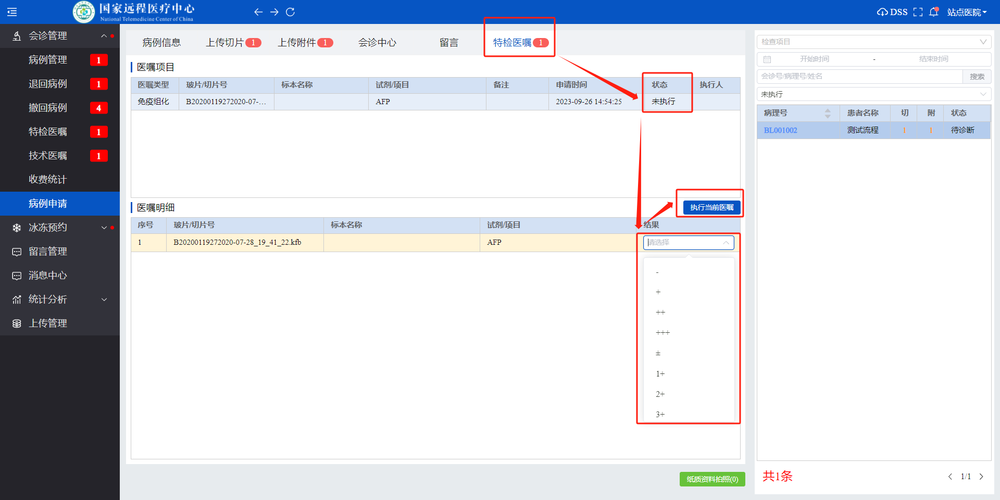 国家远程医疗中心
National Telemedicine Center of China
DSS
站点医院
会诊管理
病例管理 1
退回病例 1
撤回病例 4
特检医嘱 1
技术医嘱 1
收费统计
病例申请
冰冻预约
留言管理
消息中心
统计分析
上传管理
病例信息 上传切片 1 上传附件 1 会诊中心 留言 特检医嘱 1
医嘱项目
医嘱类型 玻片/切片号 标本名称 试剂/项目 备注 申请时间 状态 执行人
免疫组化 B20200119272020-07-... AFP 2023-09-26 14:54:25 未执行
医嘱明细
执行当前医嘱
序号 玻片/切片号 标本名称 试剂/项目 结果
1 B20200119272020-07-28_19_41_22.kfb AFP 请选择
-
+
++
+++
±
1+
2+
3+
纸质资料拍照(0)
检查项目
开始时间 - 结束时间
会诊号/病理号/姓名 搜索
未执行
病理号 患者名称 切 附 状态
BL001002 测试流程 1 1 待诊断
共1条
1/1